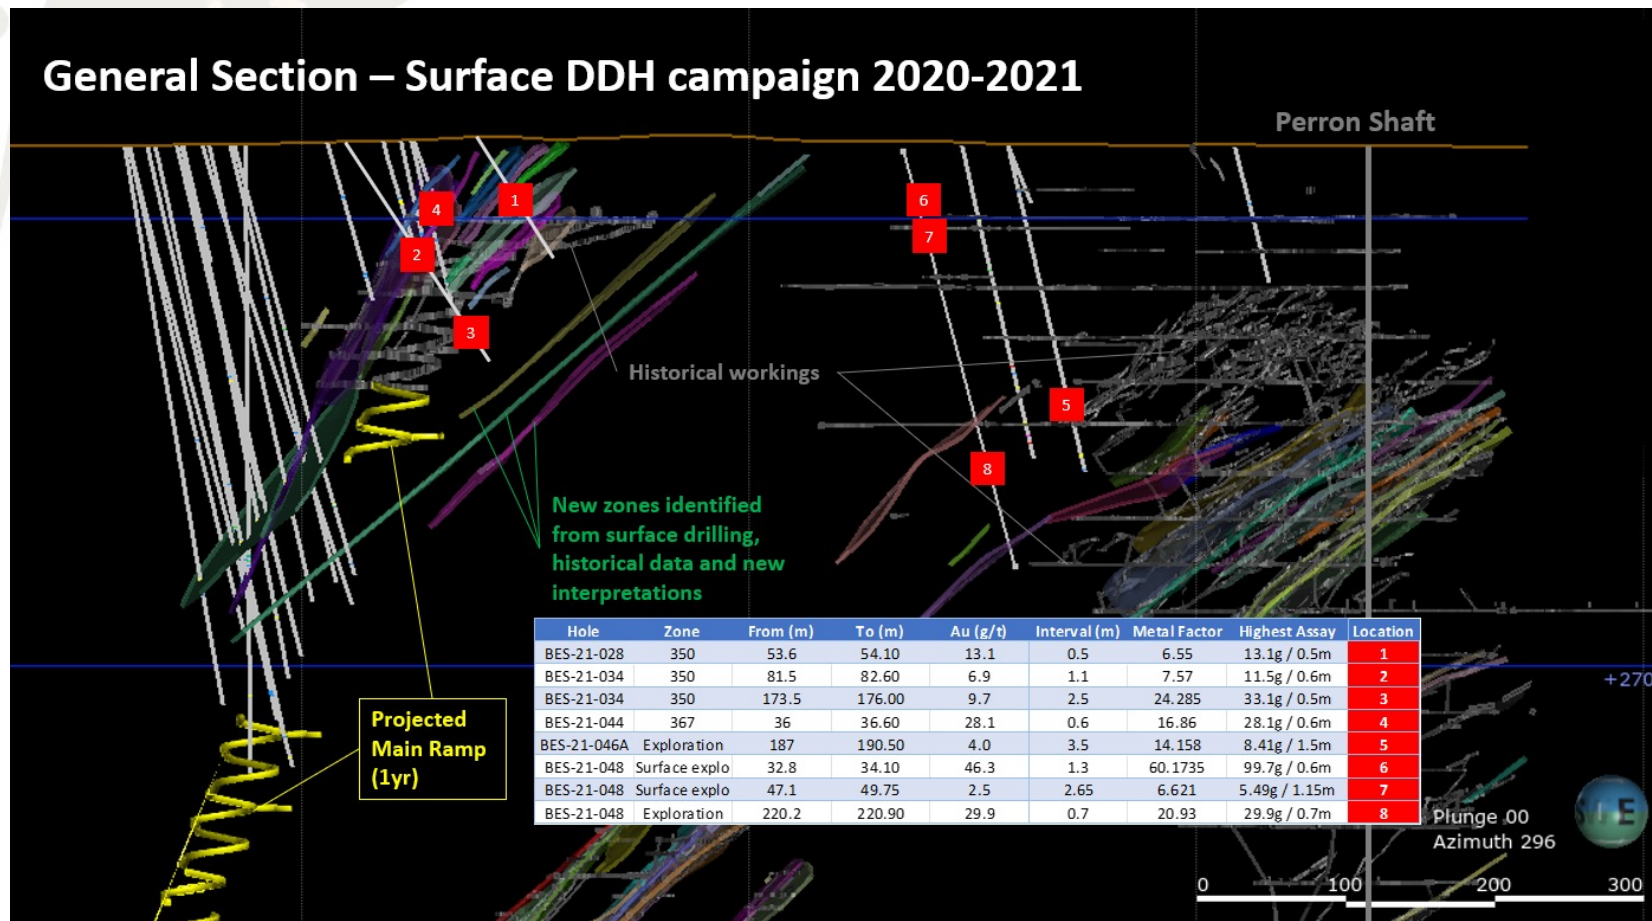 General Section – Surface DDH campaign 2020-2021
Perron Shaft
4
1
2
3
6
7
5
8
Historical workings
New zones identified
from surface drilling,
historical data and new
interpretations
Projected
Main Ramp
(1yr)
Hole Zone From (m) To (m) Au (g/t) Interval (m) Metal Factor Highest Assay Location
BES-21-028 350 53.6 54.10 13.1 0.5 6.55 13.1g / 0.5m 1
BES-21-034 350 81.5 82.60 6.9 1.1 7.57 11.5g / 0.6m 2
BES-21-034 350 173.5 176.00 9.7 2.5 24.285 33.1g / 0.5m 3
BES-21-044 367 36 36.60 28.1 0.6 16.86 28.1g / 0.6m 4
BES-21-046A Exploration 187 190.50 4.0 3.5 14.158 8.41g / 1.5m 5
BES-21-048 Surface explo 32.8 34.10 46.3 1.3 60.1735 99.7g / 0.6m 6
BES-21-048 Surface explo 47.1 49.75 2.5 2.65 6.621 5.49g / 1.15m 7
BES-21-048 Exploration 220.2 220.90 29.9 0.7 20.93 29.9g / 0.7m 8
+270
Plunge 00
Azimuth 296
E
0 100 200 300